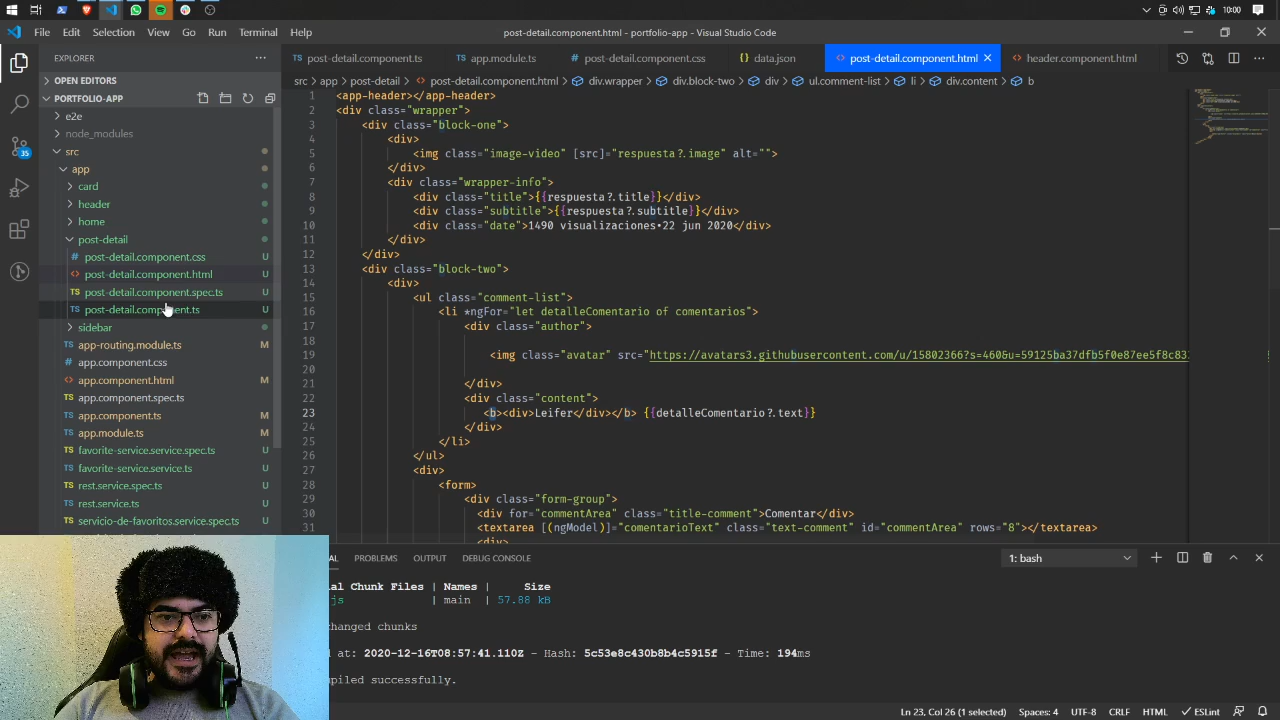 10:00
File Edit Selection View Go Run Terminal Help
post-detail.component.html - portfolio-app - Visual Studio Code
EXPLORER
post-detail.component.ts
app.module.ts
post-detail.component.css
data.json
post-detail.component.html
header.component.html
OPEN EDITORS
src > app > post-detail > post-detail.component.html > div.wrapper > div.block-two > div > ul.comment-list > li > div.content > b
PORTFOLIO-APP
e2e
node_modules
src
app
card
header
home
post-detail
post-detail.component.css U
post-detail.component.html U
post-detail.component.spec.ts U
post-detail.component.ts U
sidebar
app-routing.module.ts M
app.component.css
app.component.html M
app.component.spec.ts
app.component.ts M
app.module.ts M
favorite-service.service.spec.ts U
favorite-service.service.ts U
rest.service.spec.ts U
rest.service.ts U
servicio-de-favoritos.service.spec.ts U
35
1 <app-header></app-header>
2 <div class="wrapper">
3 <div class="block-one">
4 <div>
5 <img class="image-video" [src]="respuesta?.image" alt="">
6 </div>
7 <div class="wrapper-info">
8 <div class="title">{{respuesta?.title}}</div>
9 <div class="subtitle">{{respuesta?.subtitle}}</div>
10 <div class="date">1490 visualizaciones•22 jun 2020</div>
11 </div>
12 </div>
13 <div class="block-two">
14 <div>
15 <ul class="comment-list">
16 <li *ngFor="let detalleComentario of comentarios">
17 <div class="author">
18
19 <img class="avatar" src="https://avatars3.githubusercontent.com/u/15802366?s=460&u=59125ba37dfb5f0e87ee5f8c83
20
21 </div>
22 <div class="content">
23 <b><div>Leifer</div></b> {{detalleComentario?.text}}
24 </div>
25 </li>
26 </ul>
27 <div>
28 <form>
29 <div class="form-group">
30 <div for="commentArea" class="title-comment">Comentar</div>
31 <textarea [(ngModel)]="comentarioText" class="text-comment" id="commentArea" rows="8"></textarea>
<div>
PROBLEMS OUTPUT DEBUG CONSOLE
1: bash
al Chunk Files | Names | Size
js | main | 57.88 kB
changed chunks
at: 2020-12-16T08:57:41.110Z - Hash: 5c53e8c430b8b4c5915f - Time: 194ms
piled successfully.
Ln 23, Col 26 (1 selected) Spaces: 4 UTF-8 CRLF HTML ESLint